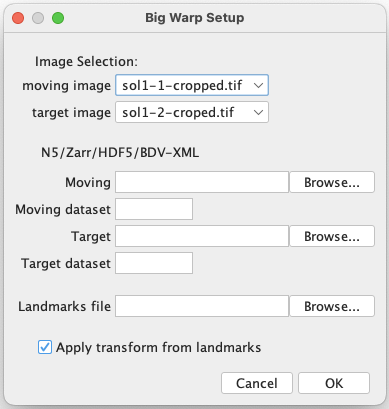 Big Warp Setup
Image Selection:
moving image sol1-1-cropped.tif
target image sol1-2-croped.tif
N5/Zarr/HDF5/BDV-XML
Moving Browse...
Moving dataset
Target Browse...
Target dataset
Landmarks file Browse...
Apply transform from landmarks
Cancel OK